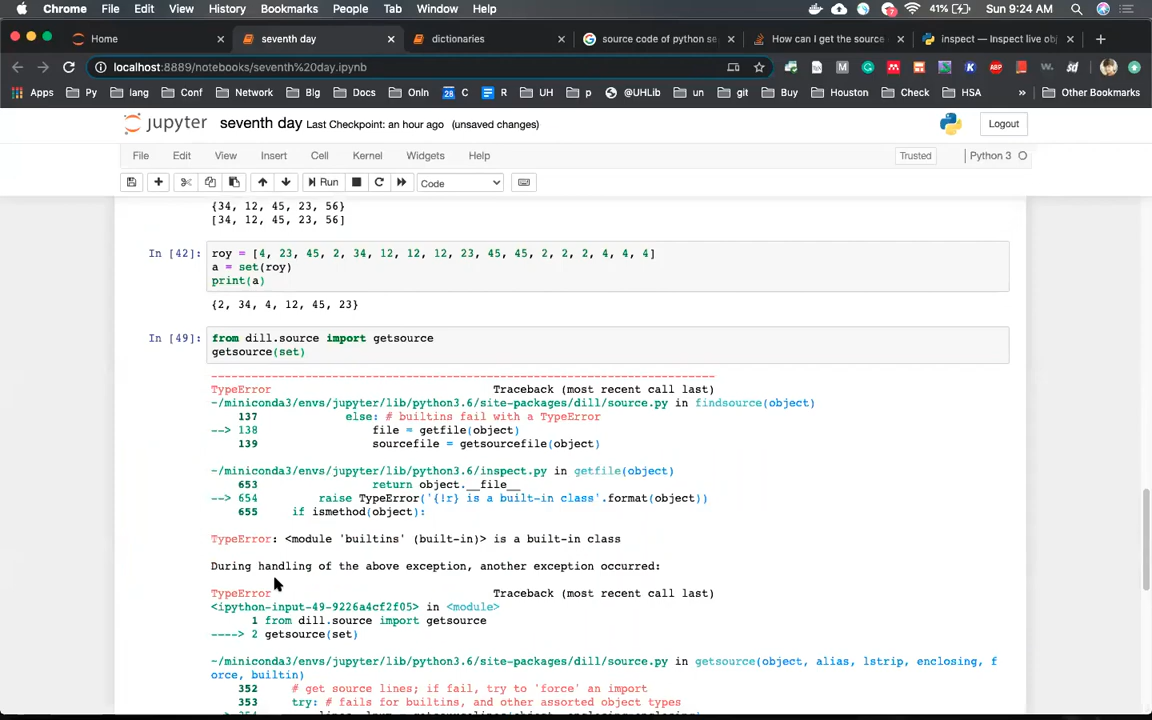 Chrome File Edit View History Bookmarks People Tab Window Help 7 41% Sun 9:24 AM
Home seventh day dictionaries source code of python se How can I get the source inspect — Inspect live obj
localhost:8889/notebooks/seventh%20day.ipynb
Apps Py lang Conf Network BIg Docs OnIn 28 C R UH p @UHLib un git Buy Houston Check HSA » Other Bookmarks
jupyter seventh day Last Checkpoint: an hour ago (unsaved changes) Logout
File Edit View Insert Cell Kernel Widgets Help Trusted Python 3
Run Code
{34, 12, 45, 23, 56}
[34, 12, 45, 23, 56]
In [42]: roy = [4, 23, 45, 2, 34, 12, 12, 12, 23, 45, 45, 2, 2, 2, 4, 4, 4]
a = set(roy)
print(a)
{2, 34, 4, 12, 45, 23}
In [49]: from dill.source import getsource
getsource(set)
---------------------------------------------------------------------------
TypeError Traceback (most recent call last)
~/miniconda3/envs/jupyter/lib/python3.6/site-packages/dill/source.py in findsource(object)
137 else: # builtins fail with a TypeError
--> 138 file = getfile(object)
139 sourcefile = getsourcefile(object)
~/miniconda3/envs/jupyter/lib/python3.6/inspect.py in getfile(object)
653 return object.__file__
--> 654 raise TypeError('{!r} is a built-in class'.format(object))
655 if ismethod(object):
TypeError: <module 'builtins' (built-in)> is a built-in class
During handling of the above exception, another exception occurred:
TypeError Traceback (most recent call last)
<ipython-input-49-9226a4cf2f05> in <module>
1 from dill.source import getsource
----> 2 getsource(set)
~/miniconda3/envs/jupyter/lib/python3.6/site-packages/dill/source.py in getsource(object, alias, lstrip, enclosing, f
orce, builtin)
352 # get source lines; if fail, try to 'force' an import
353 try: # fails for builtins, and other assorted object types